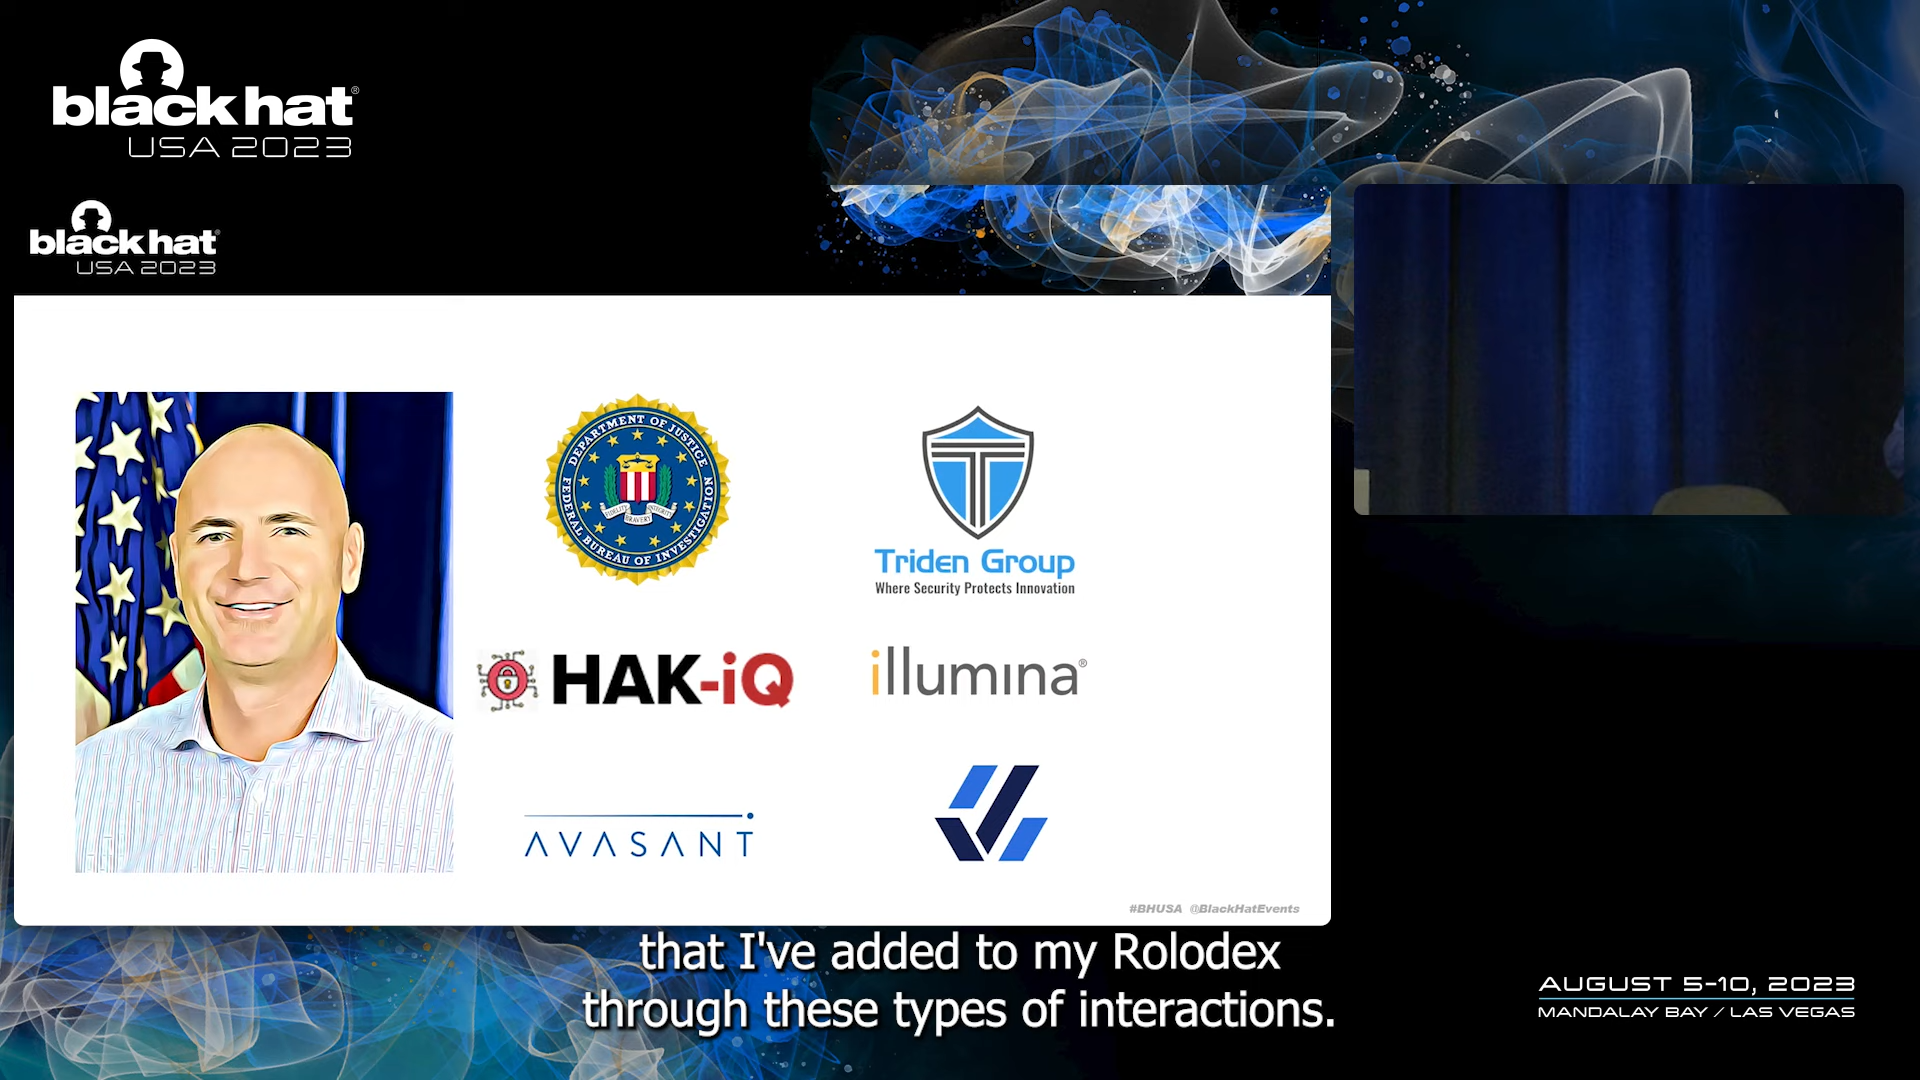 black hat®
USA 2023
black hat®
USA 2023
DEPARTMENT OF JUSTICE
FEDERAL BUREAU OF INVESTIGATION
FIDELITY BRAVERY INTEGRITY
Triden Group
Where Security Protects Innovation
HAK-iQ
illumina®
AVASANT
#BHUSA @BlackHatEvents
that I've added to my Rolodex
through these types of interactions.
AUGUST 5-10, 2023
MANDALAY BAY / LAS VEGAS